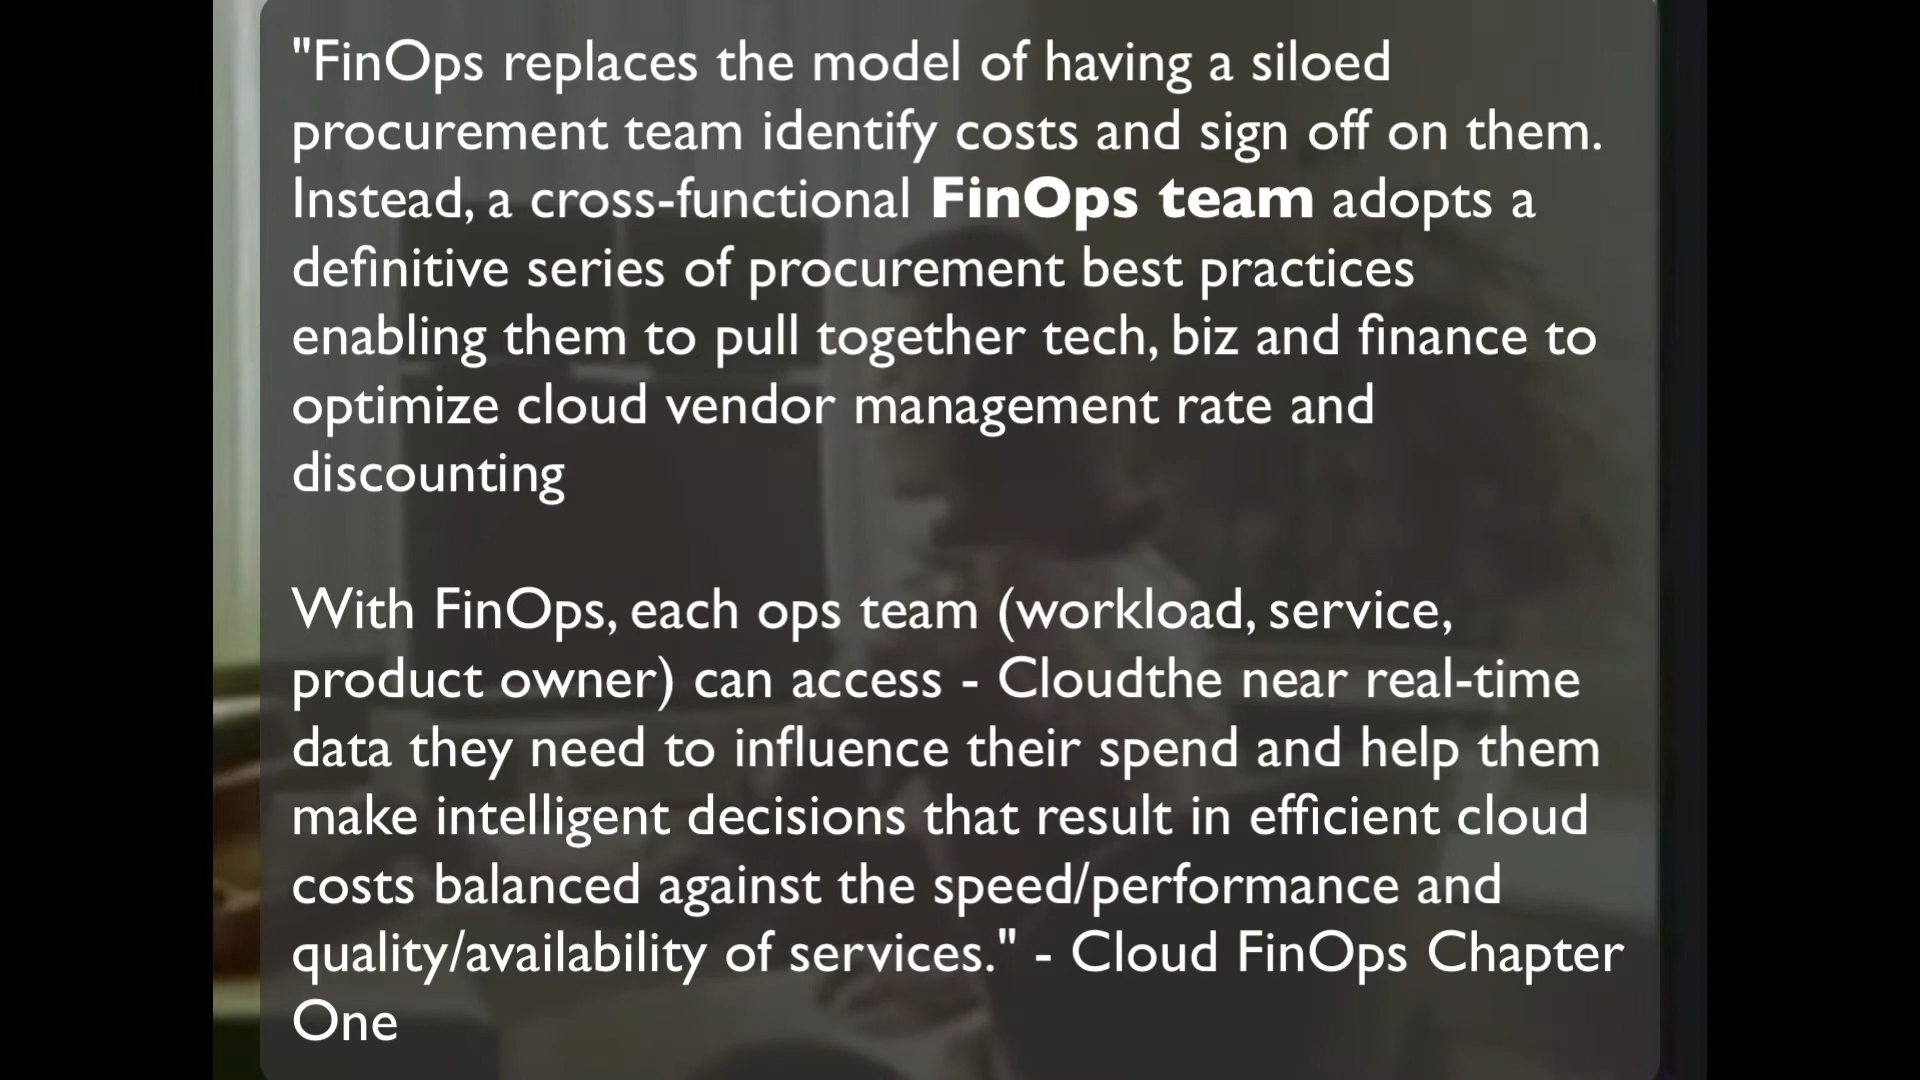 "FinOps replaces the model of having a siloed
procurement team identify costs and sign off on them.
Instead, a cross-functional FinOps team adopts a
definitive series of procurement best practices
enabling them to pull together tech, biz and finance to
optimize cloud vendor management rate and
discounting
With FinOps, each ops team (workload, service,
product owner) can access - Cloudthe near real-time
data they need to influence their spend and help them
make intelligent decisions that result in efficient cloud
costs balanced against the speed/performance and
quality/availability of services." - Cloud FinOps Chapter
One